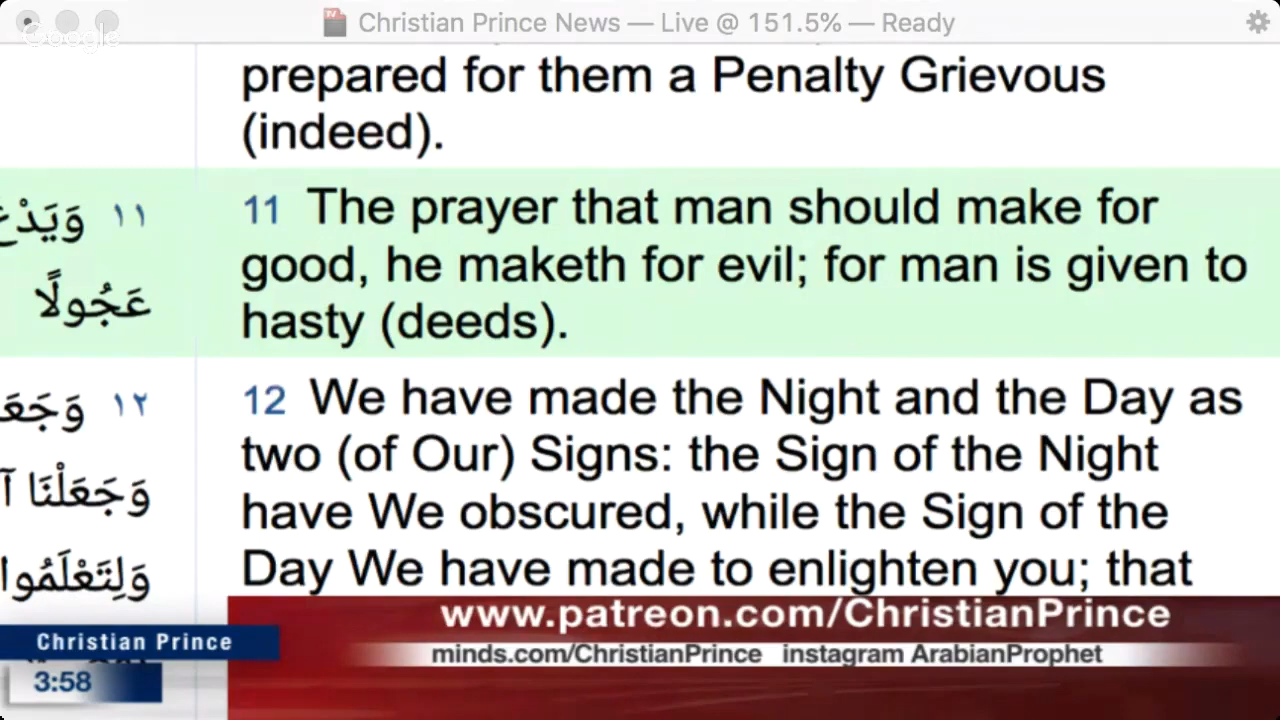 Christian Prince News — Live @ 151.5% — Ready
Google
prepared for them a Penalty Grievous
(indeed).
11 The prayer that man should make for
good, he maketh for evil; for man is given to
hasty (deeds).
١١
عَجُولًا
12 We have made the Night and the Day as
two (of Our) Signs: the Sign of the Night
have We obscured, while the Sign of the
Day We have made to enlighten you; that
١٢
وَجَعَلْنَا
وَلِتَعْلَمُوا
www.patreon.com/ChristianPrince
minds.com/ChristianPrince instagram ArabianProphet
Christian Prince
3:58